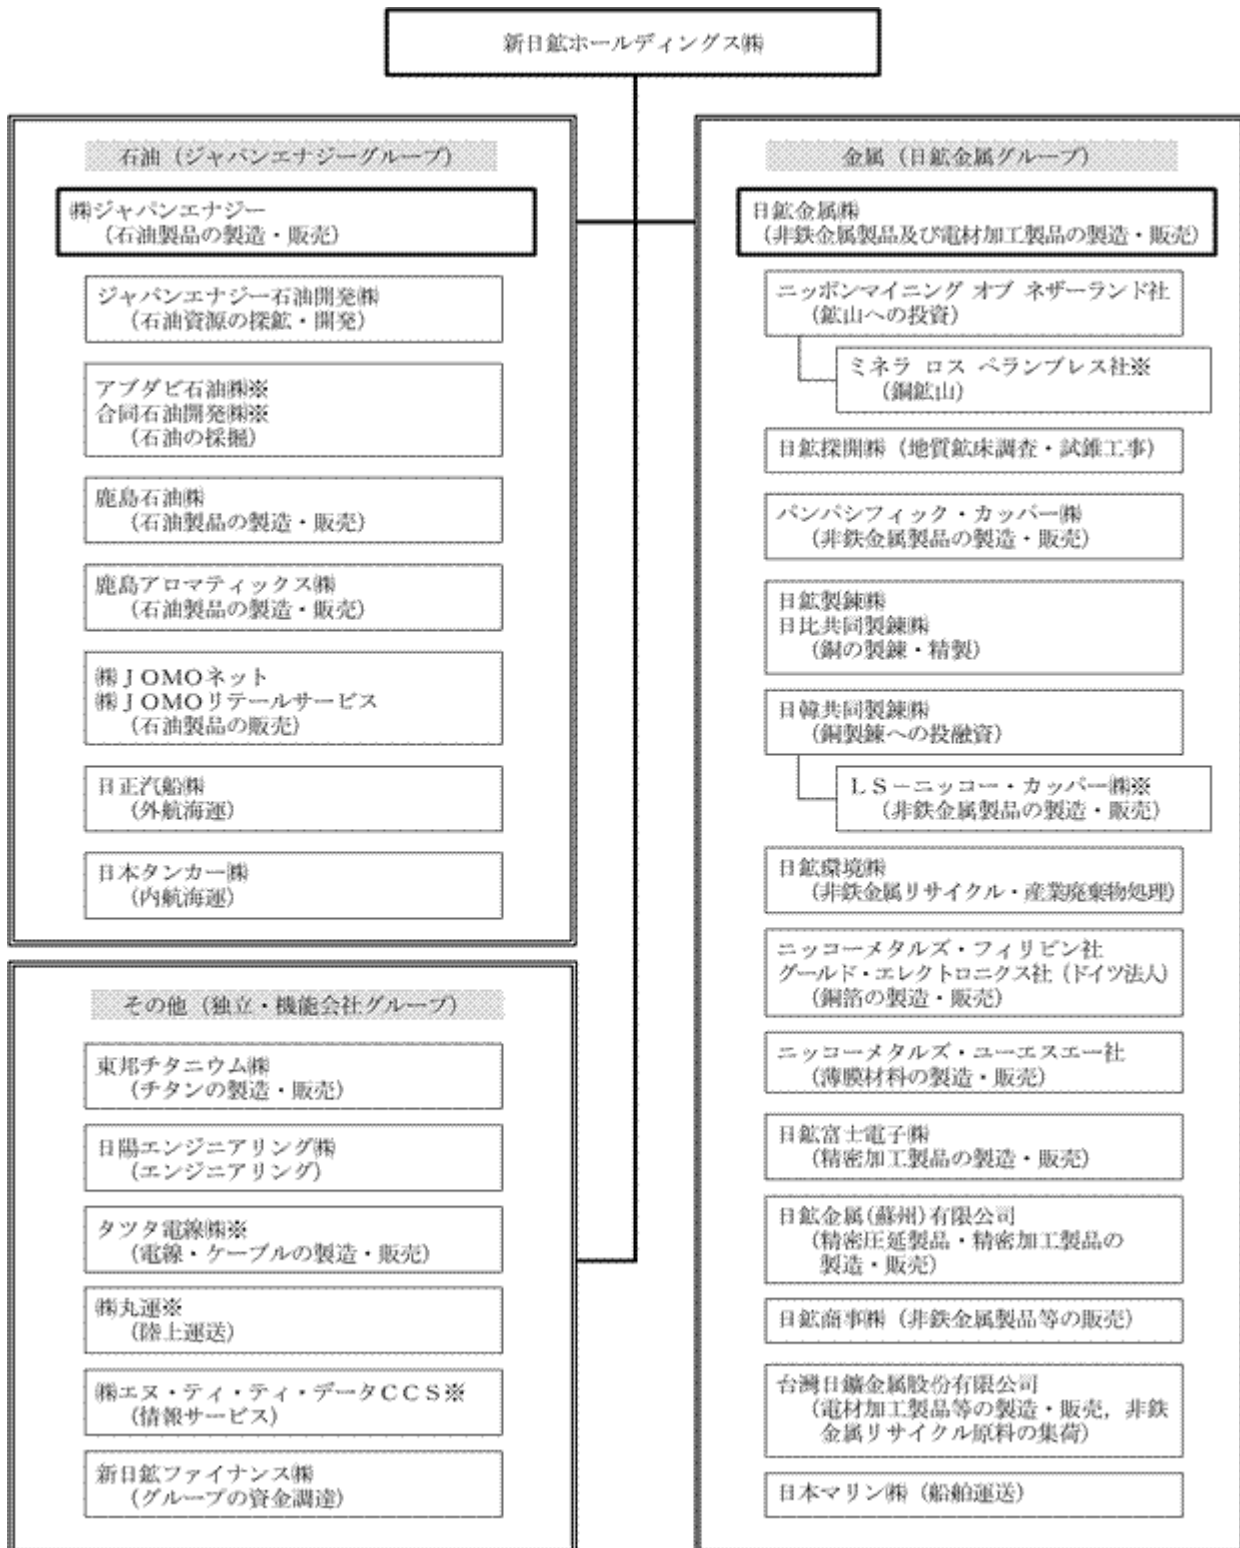 新日鉱ホールディングス㈱
石油（ジャパンエナジーグループ）
㈱ジャパンエナジー
（石油製品の製造・販売）
ジャパンエナジー石油開発㈱
（石油資源の探鉱・開発）
アブダビ石油㈱※
合同石油開発㈱※
（石油の採掘）
鹿島石油㈱
（石油製品の製造・販売）
鹿島アロマティックス㈱
（石油製品の製造・販売）
㈱ＪＯＭＯネット
㈱ＪＯＭＯリテールサービス
（石油製品の販売）
日正汽船㈱
（外航海運）
日本タンカー㈱
（内航海運）
その他（独立・機能会社グループ）
東邦チタニウム㈱
（チタンの製造・販売）
日陽エンジニアリング㈱
（エンジニアリング）
タツタ電線㈱※
（電線・ケーブルの製造・販売）
㈱丸運※
（陸上運送）
㈱エヌ・ティ・ティ・データＣＣＳ※
（情報サービス）
新日鉱ファイナンス㈱
（グループの資金調達）
金属（日鉱金属グループ）
日鉱金属㈱
（非鉄金属製品及び電材加工製品の製造・販売）
ニッポンマイニング オブ ネザーランド社
（鉱山への投資）
ミネラ ロス ペランブレス社※
（銅鉱山）
日鉱探開㈱（地質鉱床調査・試錐工事）
パンパシフィック・カッパー㈱
（非鉄金属製品の製造・販売）
日鉱製錬㈱
日比共同製錬㈱
（銅の製錬・精製）
日韓共同製錬㈱
（銅製錬への投融資）
ＬＳ－ニッコー・カッパー㈱※
（非鉄金属製品の製造・販売）
日鉱環境㈱
（非鉄金属リサイクル・産業廃棄物処理）
ニッコーメタルズ・フィリピン社
グールド・エレクトロニクス社（ドイツ法人）
（銅箔の製造・販売）
ニッコーメタルズ・ユーエスエー社
（薄膜材料の製造・販売）
日鉱富士電子㈱
（精密加工製品の製造・販売）
日鉱金属(蘇州)有限公司
（精密圧延製品・精密加工製品の
製造・販売）
日鉱商事㈱（非鉄金属製品等の販売）
台灣日鑛金属股份有限公司
（電材加工製品等の製造・販売，非鉄
金属リサイクル原料の集荷）
日本マリン㈱（船舶運送）